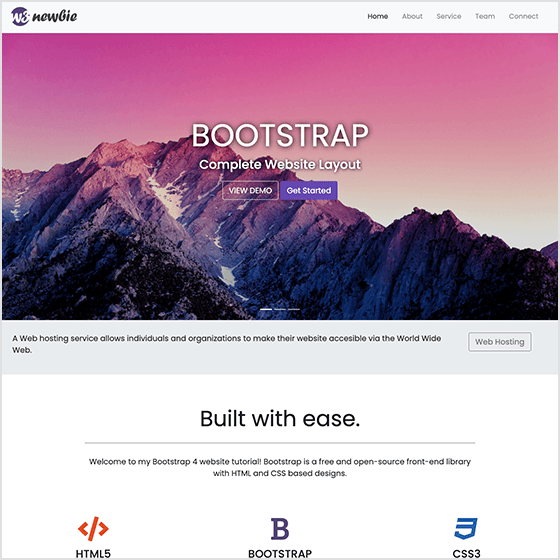 W3 newbie
Home About Service Team Connect
BOOTSTRAP
Complete Website Layout
VIEW DEMO Get Started
A Web hosting service allows individuals and organizations to make their website accesible via the World Wide
Web.
Web Hosting
Built with ease.
Welcome to my Bootstrap 4 website tutorial! Bootstrap is a free and open-source front-end library
with HTML and CSS based designs.
B
HTML5 BOOTSTRAP CSS3